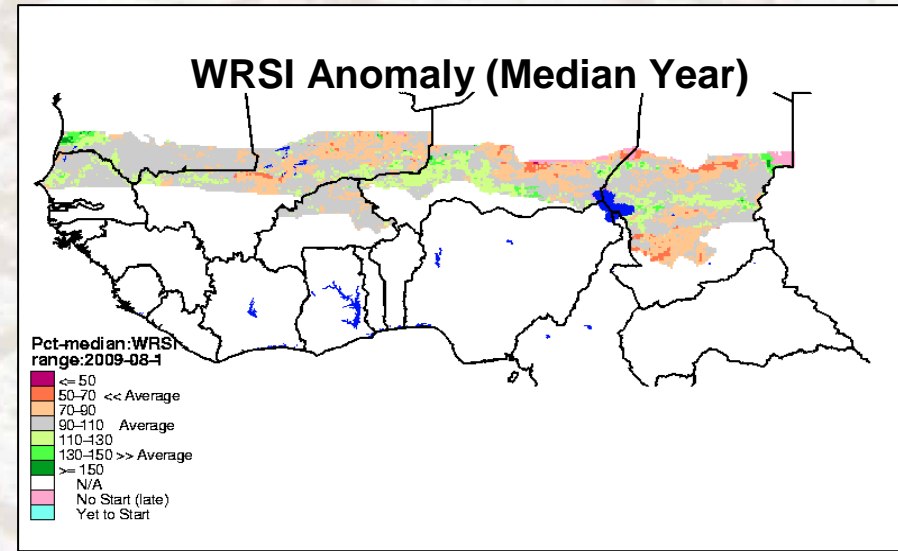 WRSI Anomaly (Median Year)
Pct-median:WRSI
range:2009-08-1
<= 50
50-70 << Average
70-90
90-110 Average
110-130
130-150 >> Average
>= 150
N/A
No Start (late)
Yet to Start